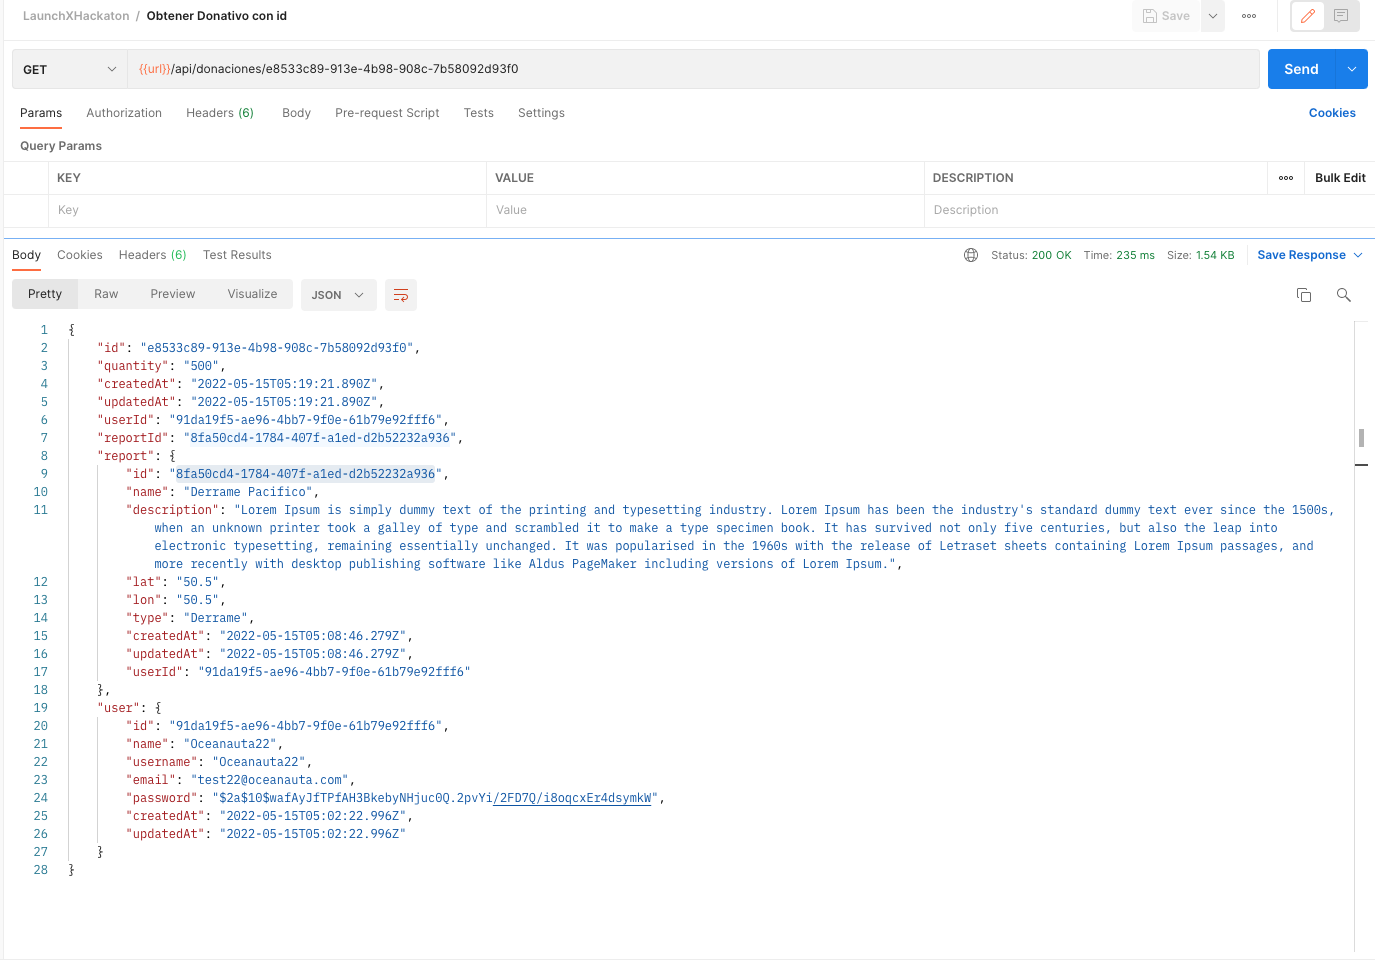 LaunchXHackaton / Obtener Donativo con id
Save
GET {{url}}/api/donaciones/e8533c89-913e-4b98-908c-7b58092d93f0 Send
Params Authorization Headers (6) Body Pre-request Script Tests Settings Cookies
Query Params
KEY VALUE DESCRIPTION Bulk Edit
Key Value Description
Body Cookies Headers (6) Test Results Status: 200 OK Time: 235 ms Size: 1.54 KB Save Response
Pretty Raw Preview Visualize JSON
1 {
2 "id": "e8533c89-913e-4b98-908c-7b58092d93f0",
3 "quantity": "500",
4 "createdAt": "2022-05-15T05:19:21.890Z",
5 "updatedAt": "2022-05-15T05:19:21.890Z",
6 "userId": "91da19f5-ae96-4bb7-9f0e-61b79e92fff6",
7 "reportId": "8fa50cd4-1784-407f-a1ed-d2b52232a936",
8 "report": {
9 "id": "8fa50cd4-1784-407f-a1ed-d2b52232a936",
10 "name": "Derrame Pacifico",
11 "description": "Lorem Ipsum is simply dummy text of the printing and typesetting industry. Lorem Ipsum has been the industry's standard dummy text ever since the 1500s,
when an unknown printer took a galley of type and scrambled it to make a type specimen book. It has survived not only five centuries, but also the leap into
electronic typesetting, remaining essentially unchanged. It was popularised in the 1960s with the release of Letraset sheets containing Lorem Ipsum passages, and
more recently with desktop publishing software like Aldus PageMaker including versions of Lorem Ipsum.",
12 "lat": "50.5",
13 "lon": "50.5",
14 "type": "Derrame",
15 "createdAt": "2022-05-15T05:08:46.279Z",
16 "updatedAt": "2022-05-15T05:08:46.279Z",
17 "userId": "91da19f5-ae96-4bb7-9f0e-61b79e92fff6"
18 },
19 "user": {
20 "id": "91da19f5-ae96-4bb7-9f0e-61b79e92fff6",
21 "name": "Oceanauta22",
22 "username": "Oceanauta22",
23 "email": "test22@oceanauta.com",
24 "password": "$2a$10$wafAyJfTPfAH3BkebyNHjuc0Q.2pvYi/2FD7Q/i8oqcxEr4dsymkW",
25 "createdAt": "2022-05-15T05:02:22.996Z",
26 "updatedAt": "2022-05-15T05:02:22.996Z"
27 }
28 }